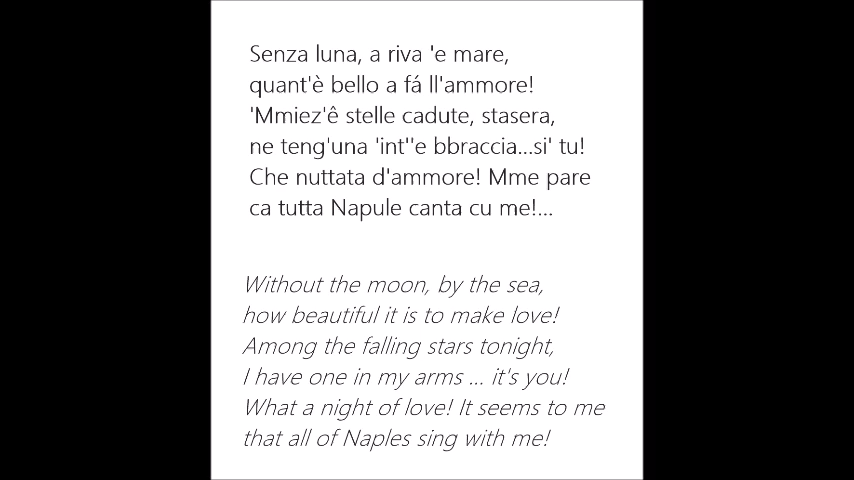 Senza luna, a riva 'e mare,
quant'è bello a fá ll'ammore!
'Mmiez'ê stelle cadute, stasera,
ne teng'una 'int''e bbraccia...si' tu!
Che nuttata d'ammore! Mme pare
ca tutta Napule canta cu me!...
Without the moon, by the sea,
how beautiful it is to make love!
Among the falling stars tonight,
I have one in my arms ... it's you!
What a night of love! It seems to me
that all of Naples sing with me!